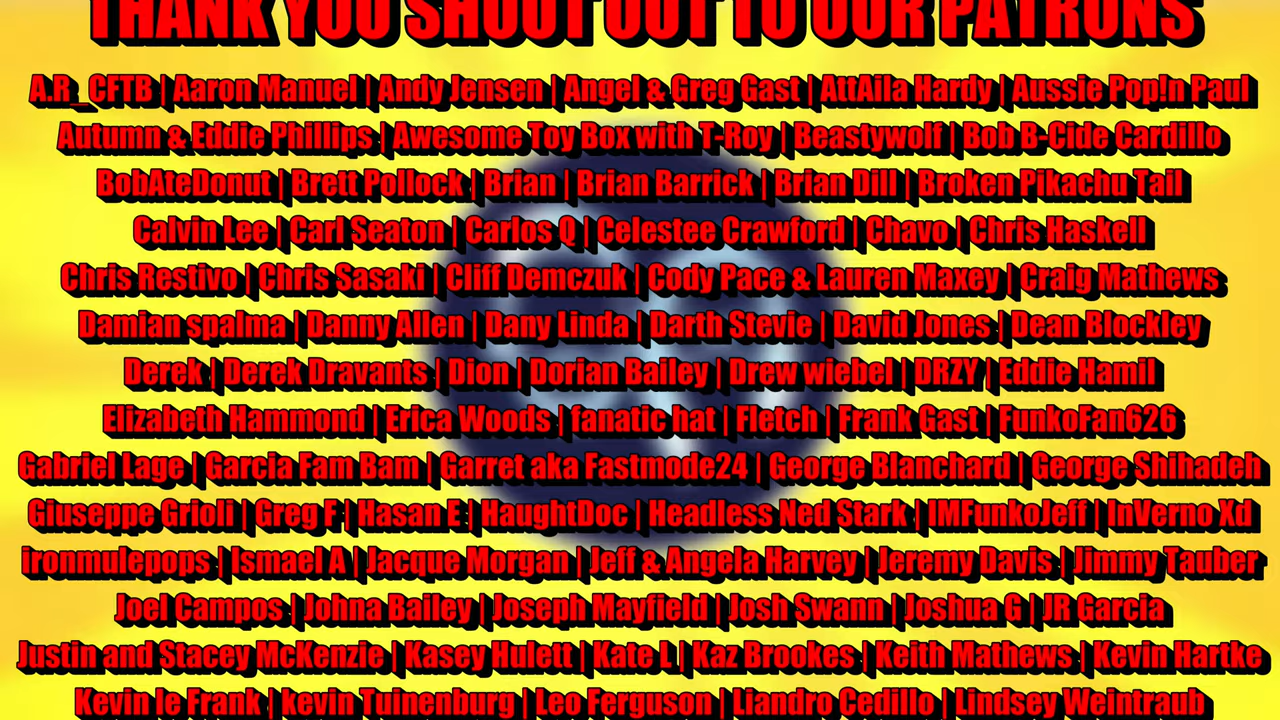 THANK YOU SHOUT OUT TO OUR PATRONS
A.R_CFTB | Aaron Manuel | Andy Jensen | Angel & Greg Gast | AttAila Hardy | Aussie Pop!n Paul
Autumn & Eddie Phillips | Awesome Toy Box with T-Roy | Beastywolf | Bob B-Cide Cardillo
BobAteDonut | Brett Pollock | Brian | Brian Barrick | Brian Dill | Broken Pikachu Tail
Calvin Lee | Carl Seaton | Carlos Q | Celestee Crawford | Chavo | Chris Haskell
Chris Restivo | Chris Sasaki | Cliff Demczuk | Cody Pace & Lauren Maxey | Craig Mathews
Damian spalma | Danny Allen | Dany Linda | Darth Stevie | David Jones | Dean Blockley
Derek | Derek Dravants | Dion | Dorian Bailey | Drew wiebel | DRZY | Eddie Hamil
Elizabeth Hammond | Erica Woods | fanatic hat | Fletch | Frank Gast | FunkoFan626
Gabriel Lage | Garcia Fam Bam | Garret aka Fastmode24 | George Blanchard | George Shihadeh
Giuseppe Grioli | Greg F | Hasan E | HaughtDoc | Headless Ned Stark | IMFunkoJeff | InVerno Xd
ironmulepops | Ismael A | Jacque Morgan | Jeff & Angela Harvey | Jeremy Davis | Jimmy Tauber
Joel Campos | Johna Bailey | Joseph Mayfield | Josh Swann | Joshua G | JR Garcia
Justin and Stacey McKenzie | Kasey Hulett | Kate L | Kaz Brookes | Keith Mathews | Kevin Hartke
Kevin le Frank | kevin Tuinenburg | Leo Ferguson | Liandro Cedillo | Lindsey Weintraub